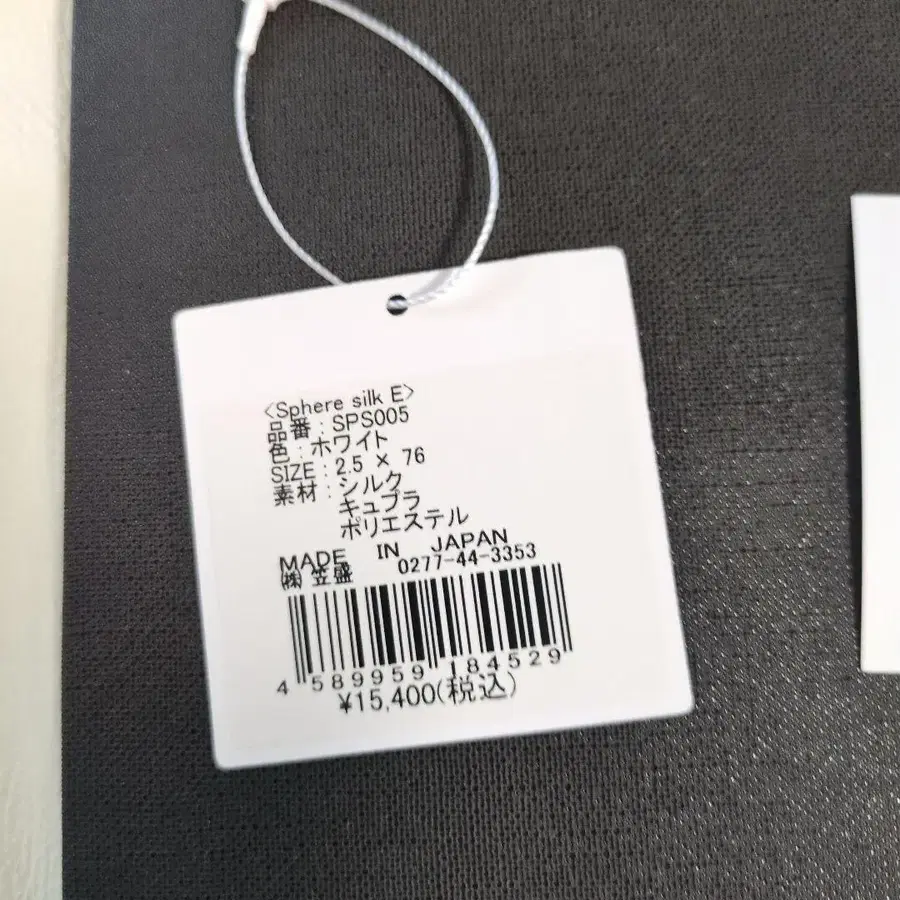 <Sphere silk E>
品番：SPS005
色：ホワイト
SIZE：2.5 × 76
素材：シルク
キュプラ
ポリエステル
MADE IN JAPAN
㈱ 笠盛 0277-44-3353
4 589959 184529
¥15,400(税込)